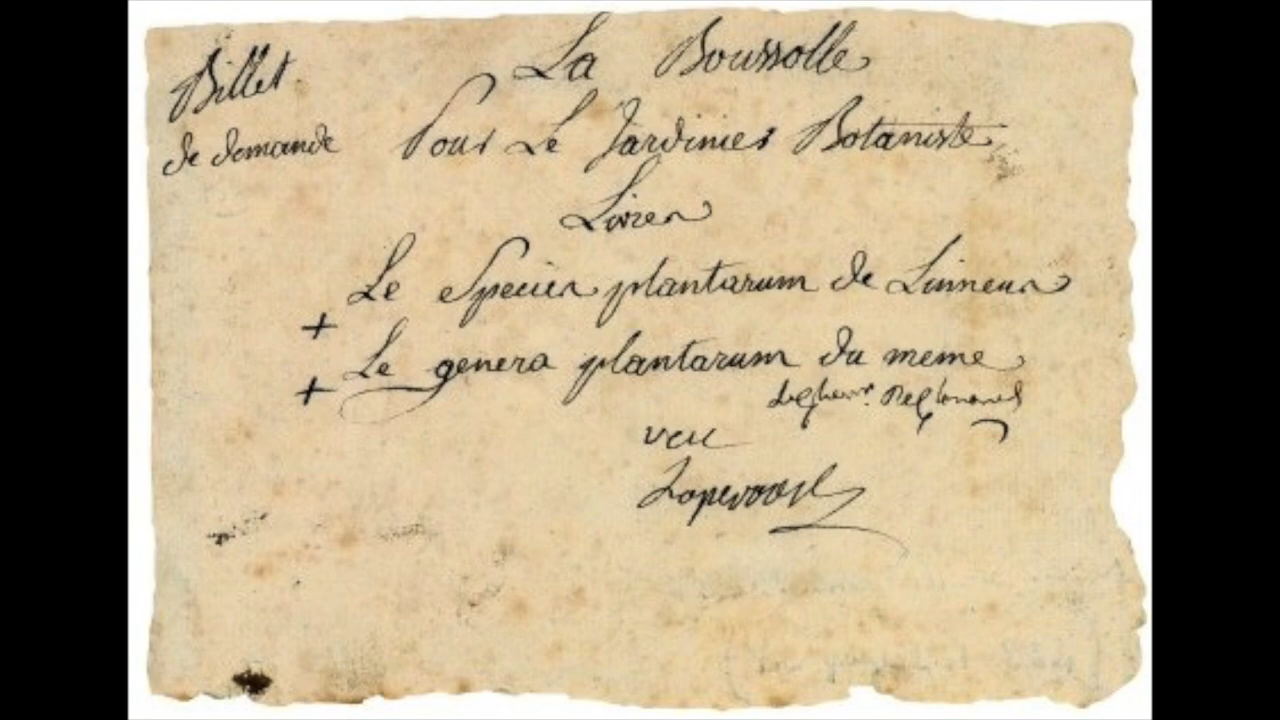 Billet
de demande
La Boussolle
Pour Le Jardinier Botaniste
Livres
Le Species plantarum de Linneus
+
Le genera plantarum du meme
+
veu
Laperouse